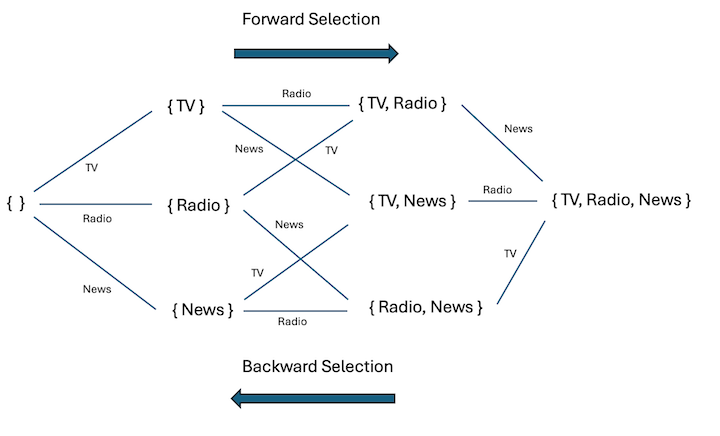 Forward Selection
Radio
{ TV }
{ TV, Radio }
News
News
TV
TV
Radio
{ }
{ Radio }
{ TV, News }
{ TV, Radio, News }
Radio
News
TV
TV
News
{ News }
{ Radio, News }
Radio
Backward Selection